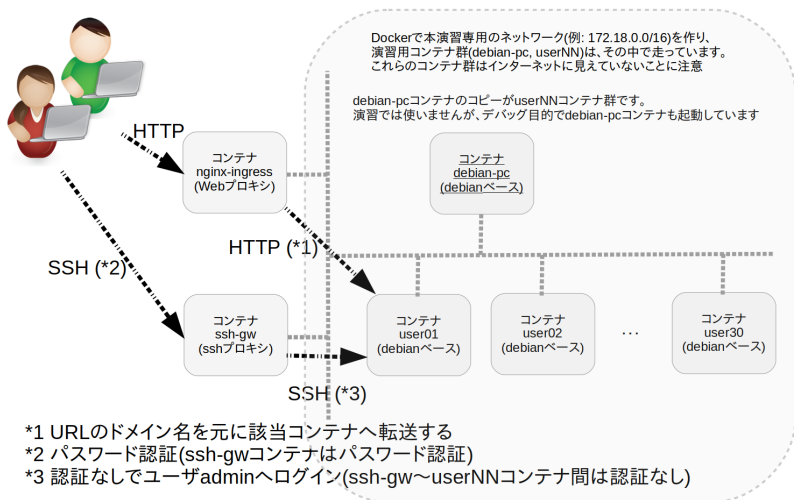 Dockerで本演習専用のネットワーク(例: 172.18.0.0/16)を作り、
演習用コンテナ群(debian-pc, userNN)は、その中で走っています。
これらのコンテナ群はインターネットに見えていないことに注意
debian-pcコンテナのコピーがuserNNコンテナ群です。
演習では使いませんが、デバッグ目的でdebian-pcコンテナも起動しています
HTTP
コンテナ
nginx-ingress
(Webプロキシ)
コンテナ
debian-pc
(debianベース)
HTTP (*1)
SSH (*2)
コンテナ
ssh-gw
(sshプロキシ)
コンテナ
user01
(debianベース)
コンテナ
user02
(debianベース)
…
コンテナ
user30
(debianベース)
SSH (*3)
*1 URLのドメイン名を元に該当コンテナへ転送する
*2 パスワード認証(ssh-gwコンテナはパスワード認証)
*3 認証なしでユーザadminへログイン(ssh-gw～userNNコンテナ間は認証なし)